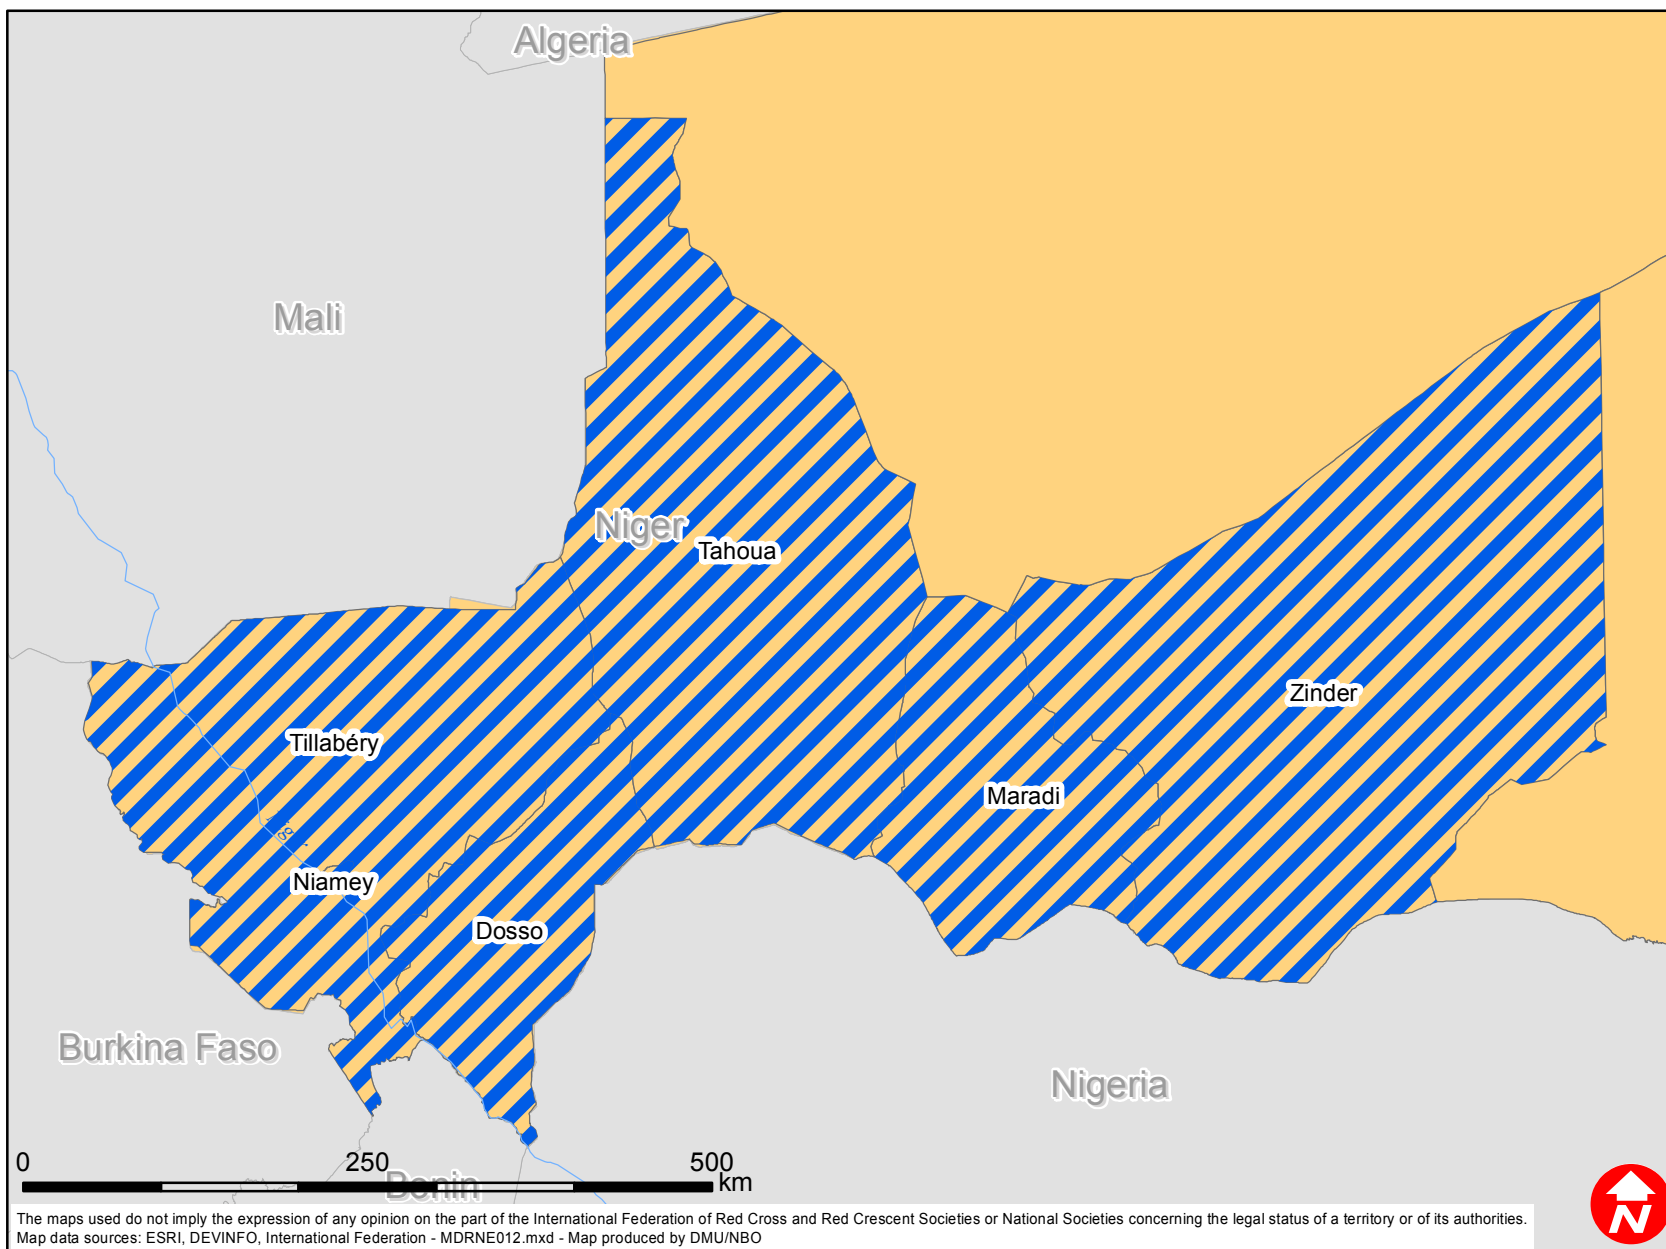 Algeria
Mali
Niger
Tahoua
Zinder
Tillabéry
Maradi
Niamey
Dosso
Burkina Faso
Nigeria
0 250 500
km
Benin
N
The maps used do not imply the expression of any opinion on the part of the International Federation of Red Cross and Red Crescent Societies or National Societies concerning the legal status of a territory or of its authorities.
Map data sources: ESRI, DEVINFO, International Federation - MDRNE012.mxd - Map produced by DMU/NBO